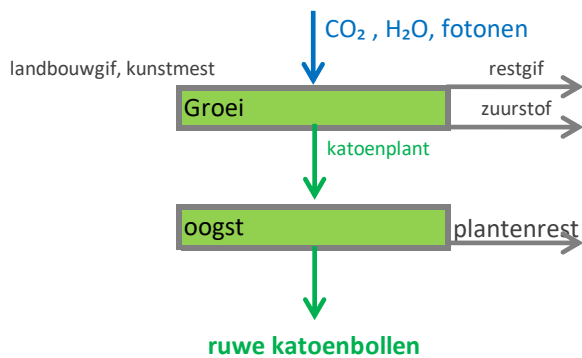 CO₂ , H₂O, fotonen
landbouwgif, kunstmest
restgif
Groei
zuurstof
katoenplant
oogst
plantenrest
ruwe katoenbollen